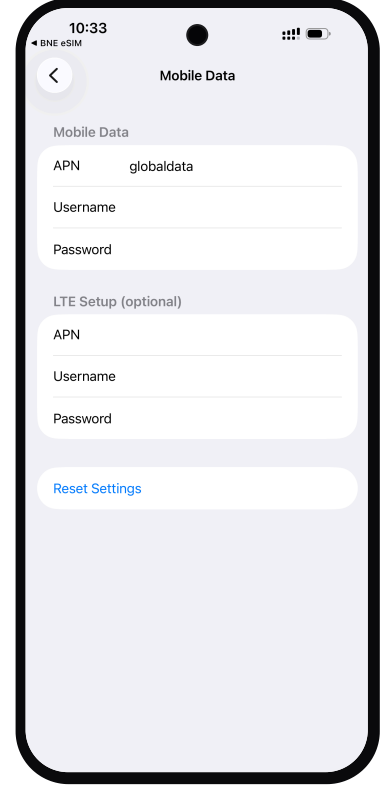 10:33
◀ BNE eSIM
Mobile Data
Mobile Data
APN globaldata
Username
Password
LTE Setup (optional)
APN
Username
Password
Reset Settings